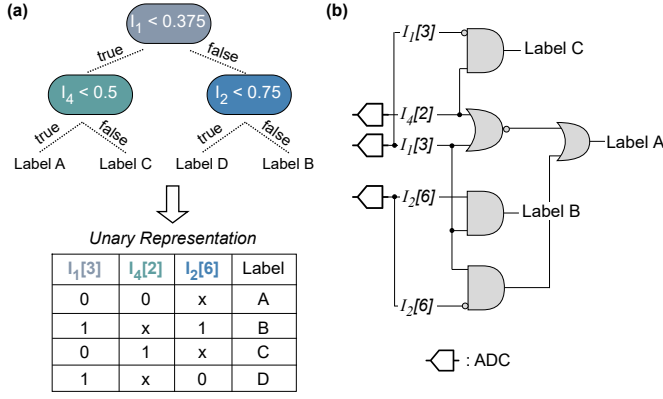 (a)
I1 < 0.375
true
false
I4 < 0.5
I2 < 0.75
true
false
true
false
Label A
Label C
Label D
Label B
Unary Representation
I1[3] I4[2] I2[6] Label
0 0 x A
1 x 1 B
0 1 x C
1 x 0 D
(b)
I1[3]
Label C
I4[2]
I1[3]
Label A
I2[6]
Label B
I2[6]
: ADC